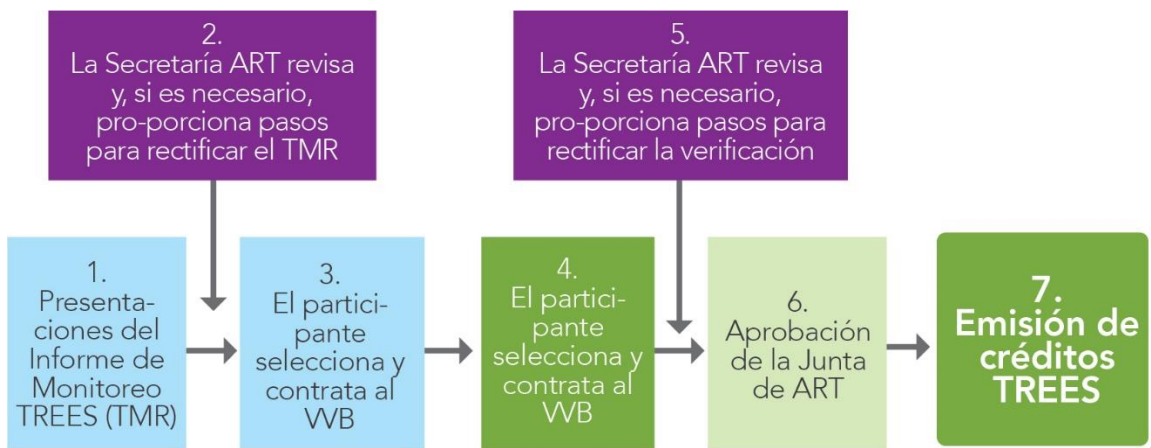 2.
La Secretaría ART revisa
y, si es necesario,
pro-porciona pasos
para rectificar el TMR
5.
La Secretaría ART revisa
y, si es necesario,
pro-porciona pasos para
rectificar la verificación
1.
Presenta-
ciones del
Informe de
Monitoreo
TREES (TMR)
3.
El partici-
pante
selecciona y
contrata al
VVB
4.
El partici-
pante
selecciona y
contrata al
VVB
6.
Aprobación
de la Junta
de ART
7.
Emisión de
créditos
TREES